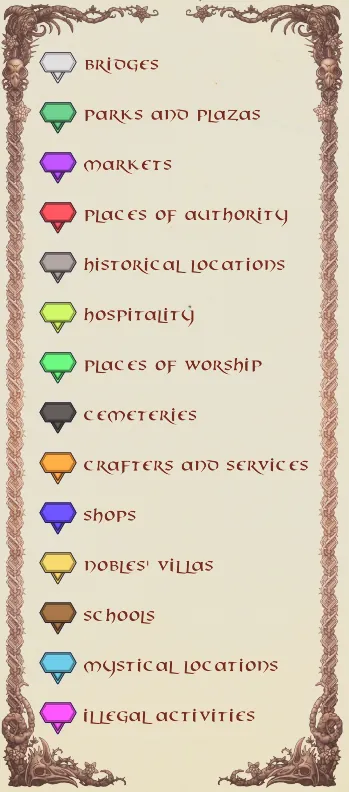 Bridges
Parks and Plazas
Markets
Places of Authority
Historical Locations
Hospitality
Places of Worship
Cemeteries
Crafters and Services
Shops
Nobles' Villas
Schools
Mystical Locations
Illegal Activities